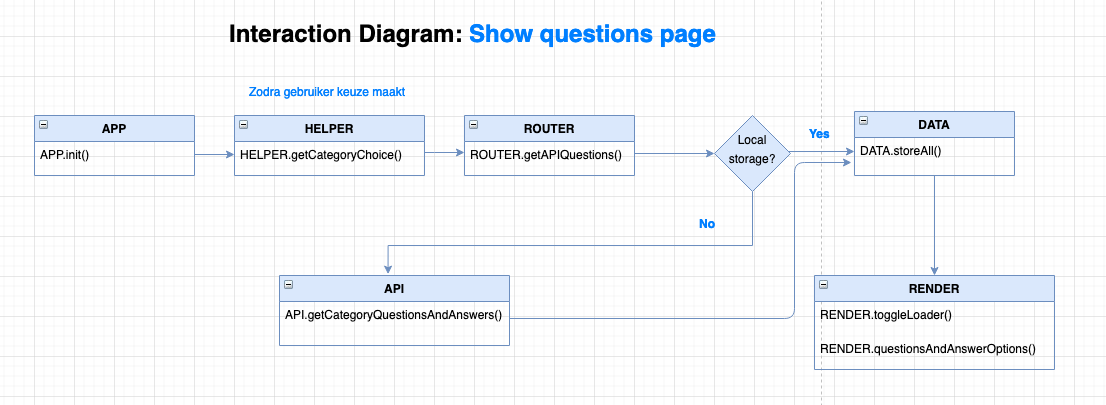 Interaction Diagram: Show questions page
Zodra gebruiker keuze maakt
APP
APP.init()
HELPER
HELPER.getCategoryChoice()
ROUTER
ROUTER.getAPIQuestions()
Local
storage?
Yes
DATA
DATA.storeAll()
No
API
API.getCategoryQuestionsAndAnswers()
RENDER
RENDER.toggleLoader()
RENDER.questionsAndAnswerOptions()